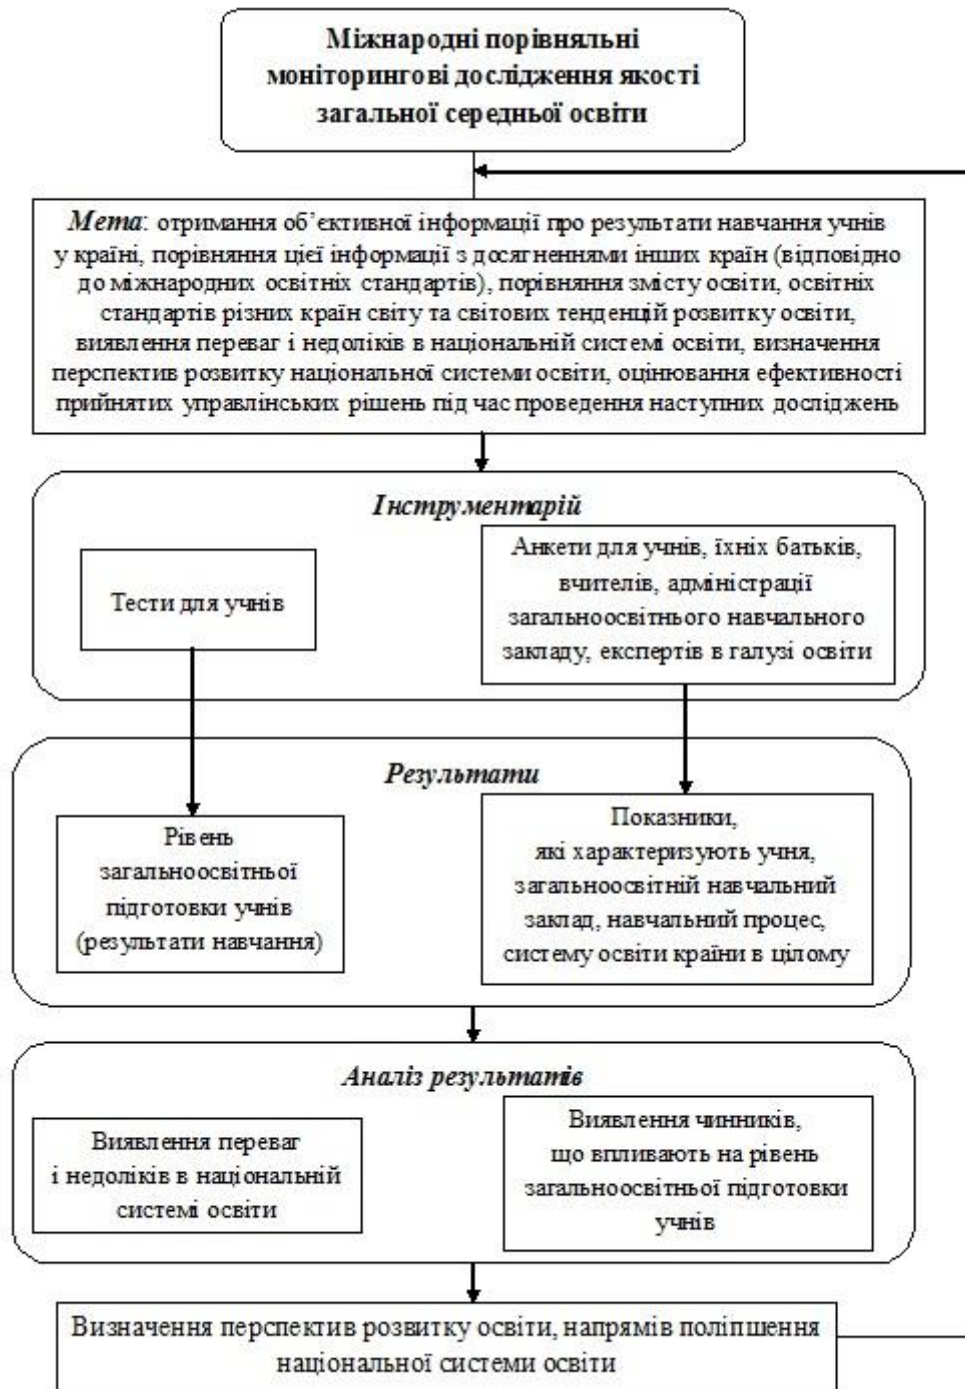 Міжнародні порівняльні
моніторингові дослідження якості
загальної середньої освіти
Мета: отримання об’єктивної інформації про результати навчання учнів
у країні, порівняння цієї інформації з досягненнями інших країн (відповідно
до міжнародних освітніх стандартів), порівняння змісту освіти, освітніх
стандартів різних країн світу та світових тенденцій розвитку освіти,
виявлення переваг і недоліків в національній системі освіти, визначення
перспектив розвитку національної системи освіти, оцінювання ефективності
прийнятих управлінських рішень під час проведення наступних досліджень
Інструментарій
Тести для учнів
Анкети для учнів, їхніх батьків,
вчителів, адміністрації
загальноосвітнього навчального
закладу, експертів в галузі освіти
Результати
Рівень
загальноосвітньої
підготовки учнів
(результати навчання)
Показники,
які характеризують учня,
загальноосвітній навчальний
заклад, навчальний процес,
систему освіти країни в цілому
Аналіз результатів
Виявлення переваг
і недоліків в національній
системі освіти
Виявлення чинників,
що впливають на рівень
загальноосвітньої підготовки
учнів
Визначення перспектив розвитку освіти, напрямів поліпшення
національної системи освіти